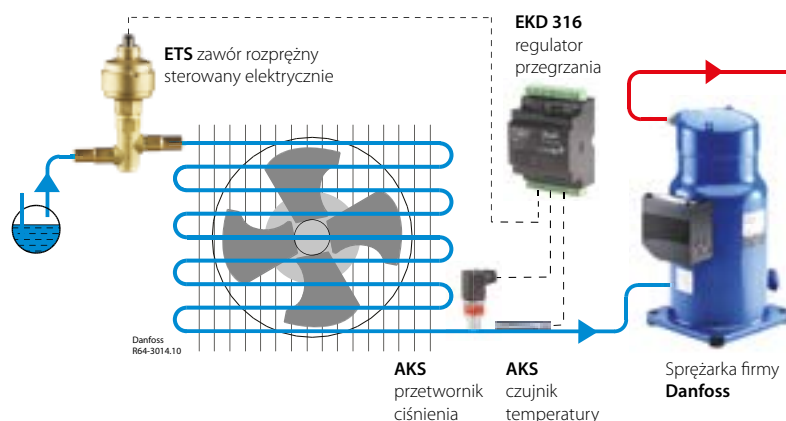 ETS zawór rozprężny
sterowany elektrycznie
EKD 316
regulator
przegrzania
Danfoss
R64-3014.10
AKS
przetwornik
ciśnienia
AKS
czujnik
temperatury
Sprężarka firmy
Danfoss